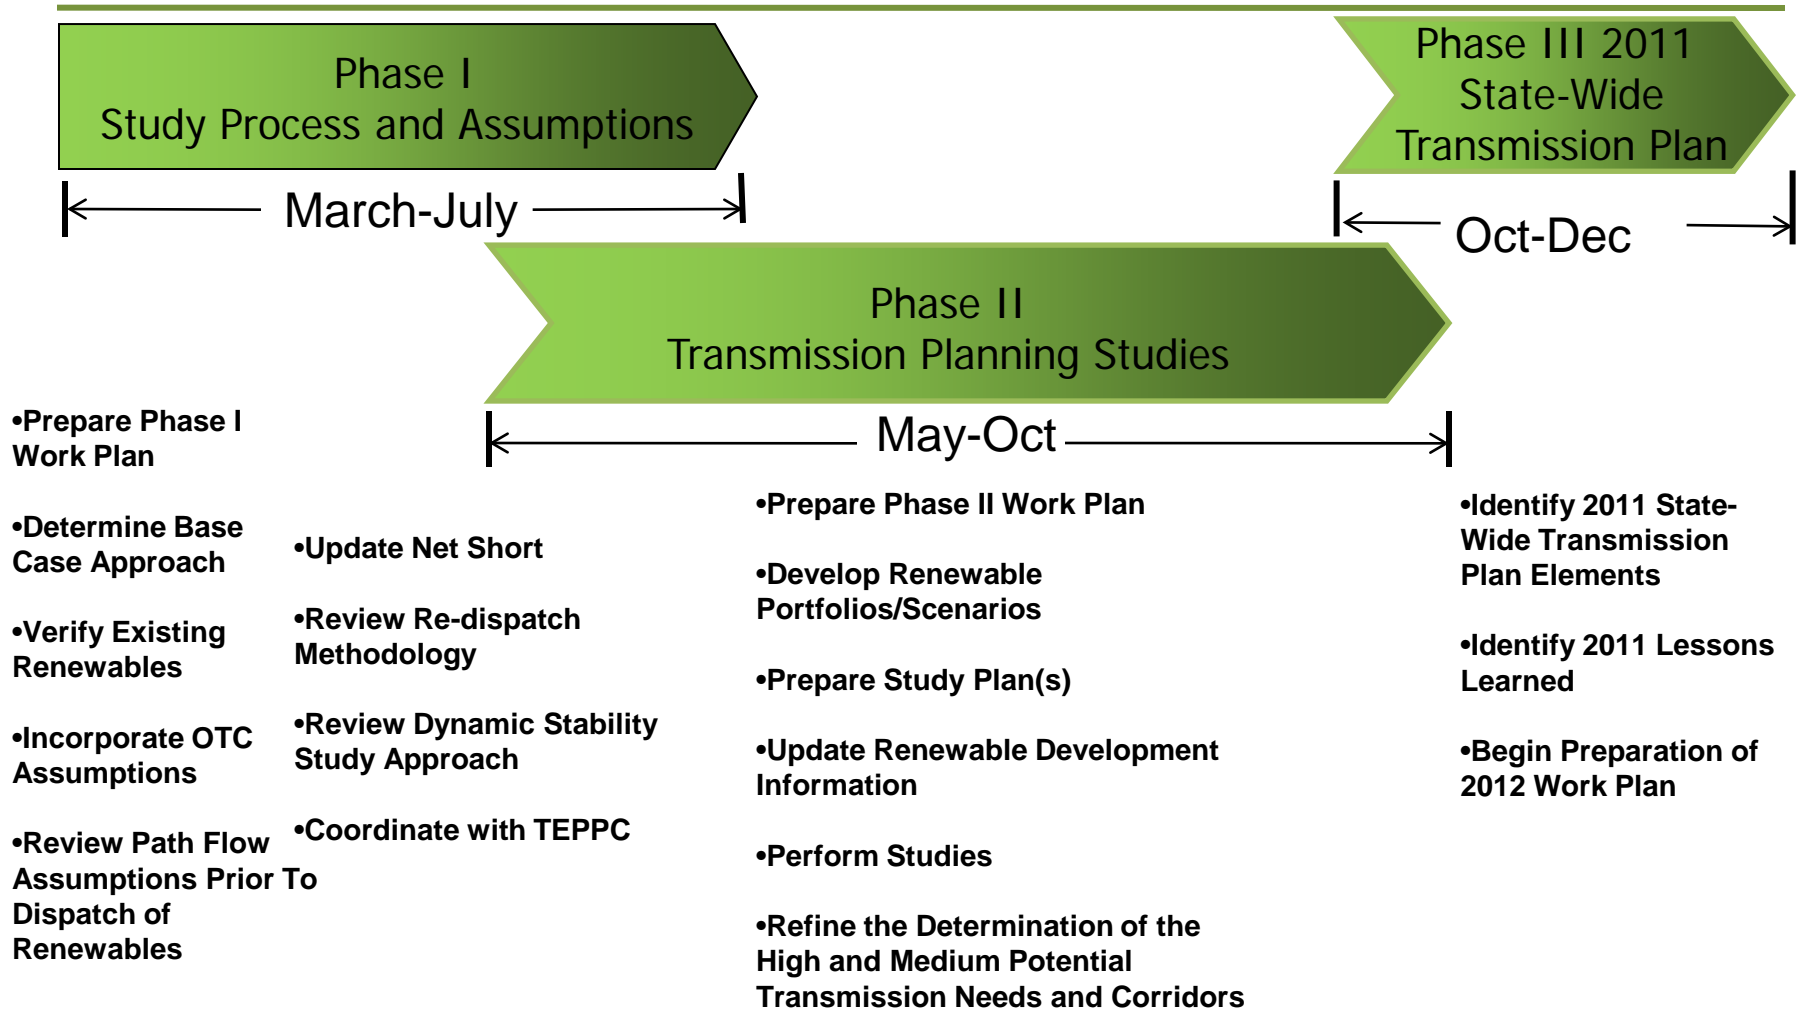 Phase I
Study Process and Assumptions
March-July
Phase III 2011
State-Wide
Transmission Plan
Oct-Dec
Phase II
Transmission Planning Studies
May-Oct
•Prepare Phase I
Work Plan
•Determine Base
Case Approach
•Verify Existing
Renewables
•Incorporate OTC
Assumptions
•Review Path Flow
Assumptions Prior To
Dispatch of
Renewables
•Update Net Short
•Review Re-dispatch
Methodology
•Review Dynamic Stability
Study Approach
•Coordinate with TEPPC
•Prepare Phase II Work Plan
•Develop Renewable
Portfolios/Scenarios
•Prepare Study Plan(s)
•Update Renewable Development
Information
•Perform Studies
•Refine the Determination of the
High and Medium Potential
Transmission Needs and Corridors
•Identify 2011 State-
Wide Transmission
Plan Elements
•Identify 2011 Lessons
Learned
•Begin Preparation of
2012 Work Plan